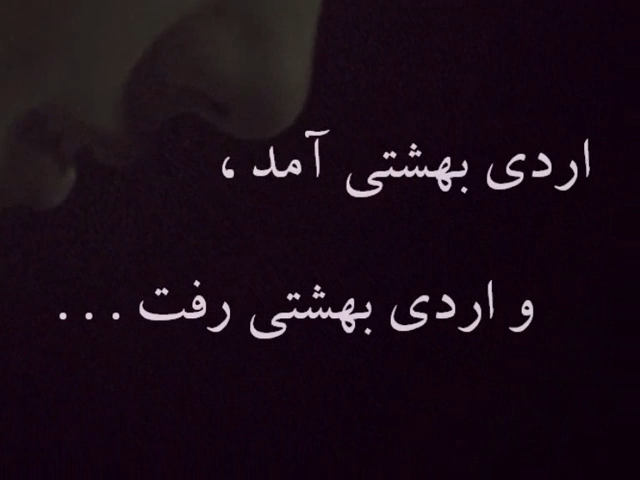 اردی بهشتی آمد ،
و اردی بهشتی رفت . . .